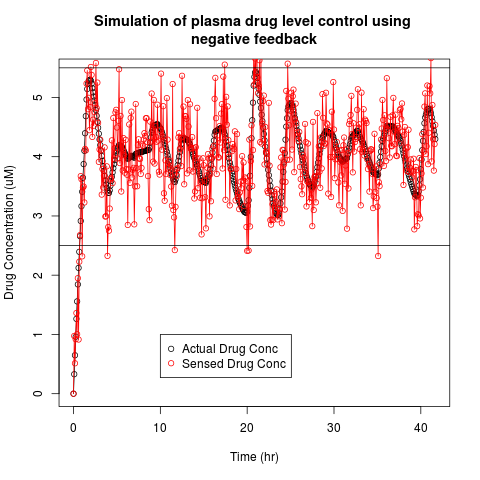 Simulation of plasma drug level control using
negative feedback
Drug Concentration (uM)
5
4
3
2
1
0
Actual Drug Conc
Sensed Drug Conc
0 10 20 30 40
Time (hr)